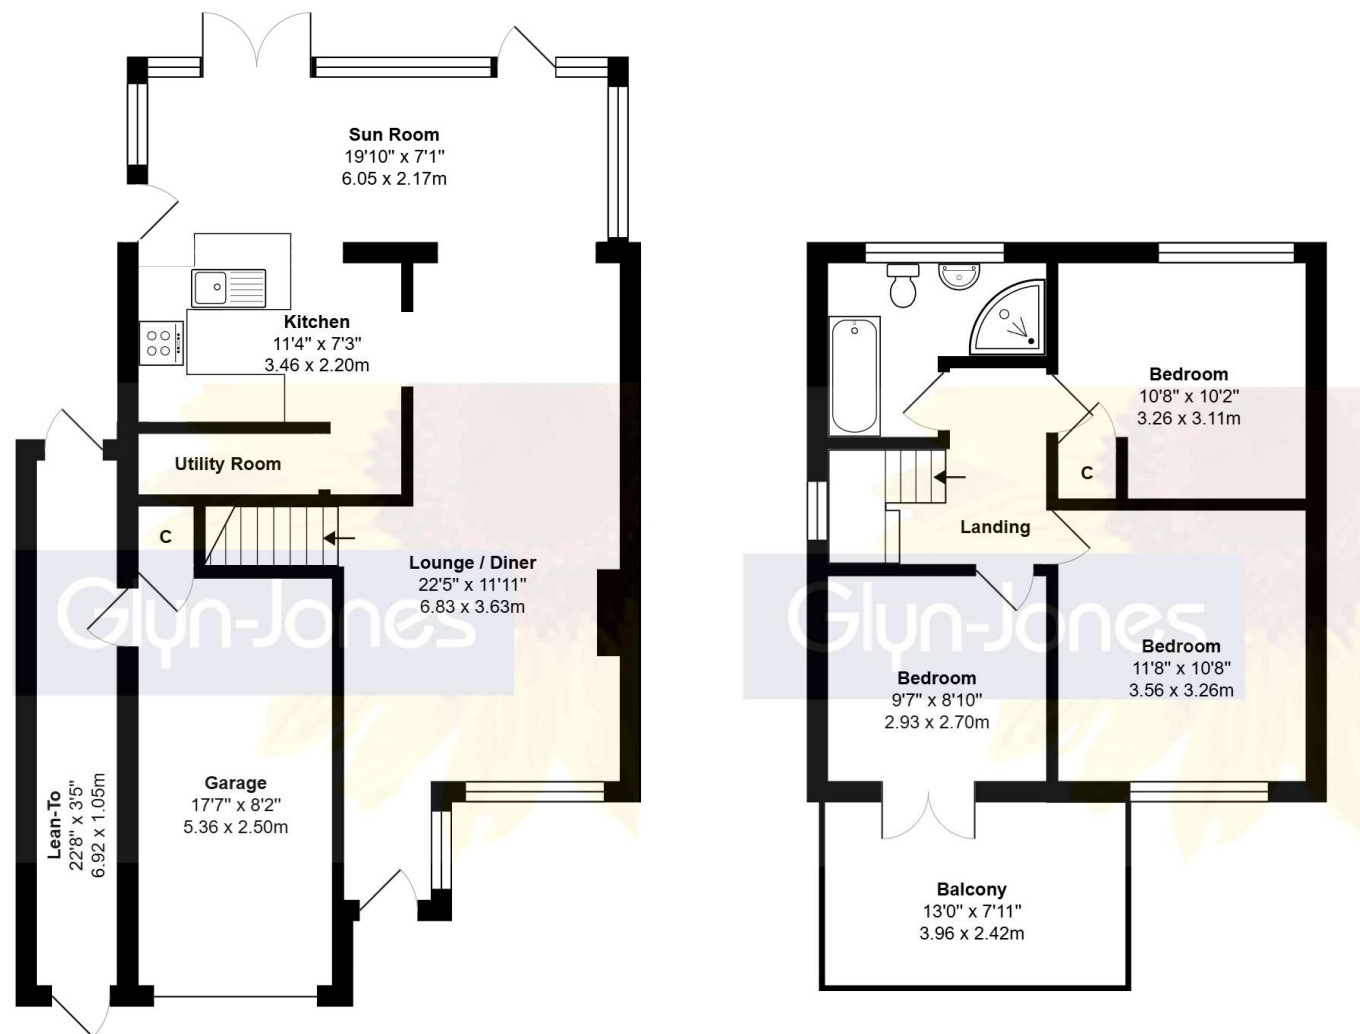 Sun Room
19'10" x 7'1"
6.05 x 2.17m
Kitchen
11'4" x 7'3"
3.46 x 2.20m
Utility Room
C
Lounge / Diner
22'5" x 11'11"
6.83 x 3.63m
Glyn-Jones
Garage
17'7" x 8'2"
5.36 x 2.50m
Lean-To
22'8" x 3'5"
6.92 x 1.05m
Bedroom
10'8" x 10'2"
3.26 x 3.11m
C
Landing
Glyn-Jones
Bedroom
11'8" x 10'8"
3.56 x 3.26m
Bedroom
9'7" x 8'10"
2.93 x 2.70m
Balcony
13'0" x 7'11"
3.96 x 2.42m